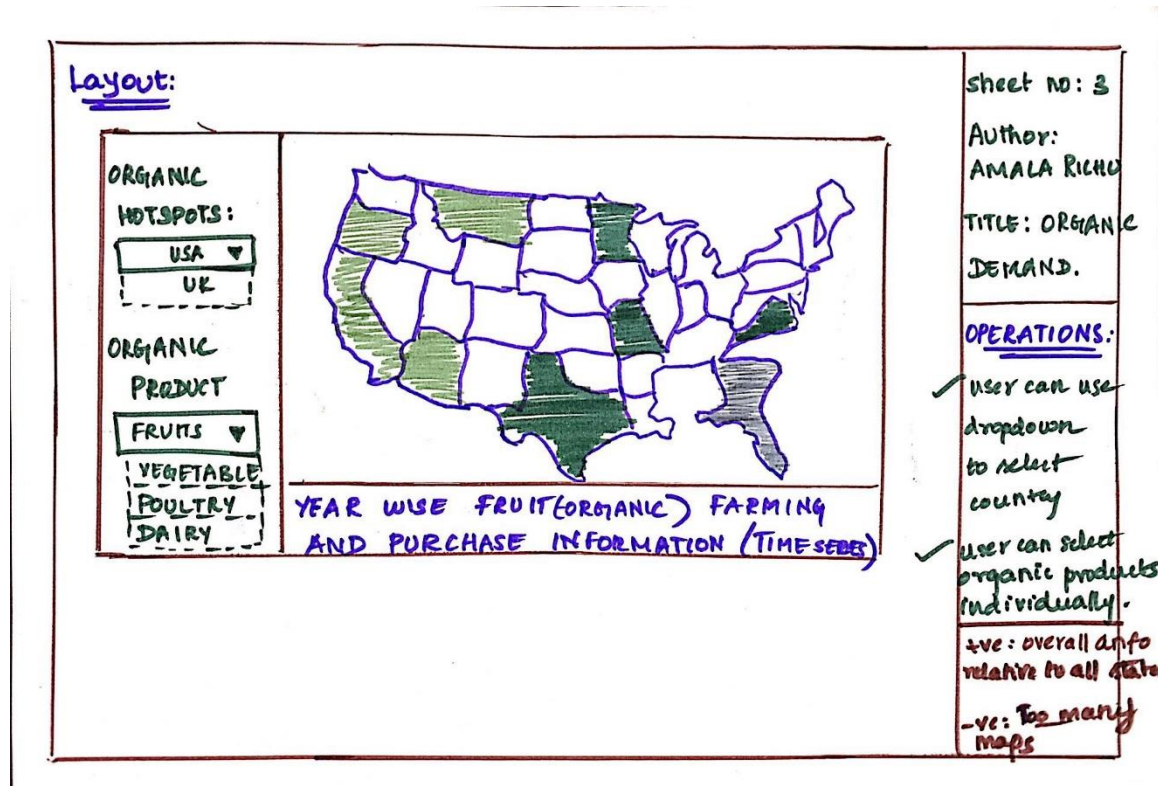 Layout:
ORGANIC
HOTSPOTS:
USA
UK
ORGANIC
PRODUCT
FRUITS
VEGETABLE
POULTRY
DAIRY
YEAR WISE FRUIT(ORGANIC) FARMING
AND PURCHASE INFORMATION (TIME SERIES)
sheet no: 3
Author:
AMALA RICHU
TITLE: ORGANIC
DEMAND.
OPERATIONS:
user can use
dropdown
to select
country
user can select
organic products
individually.
+ve: overall info
relative to all state
-ve: Too many
maps